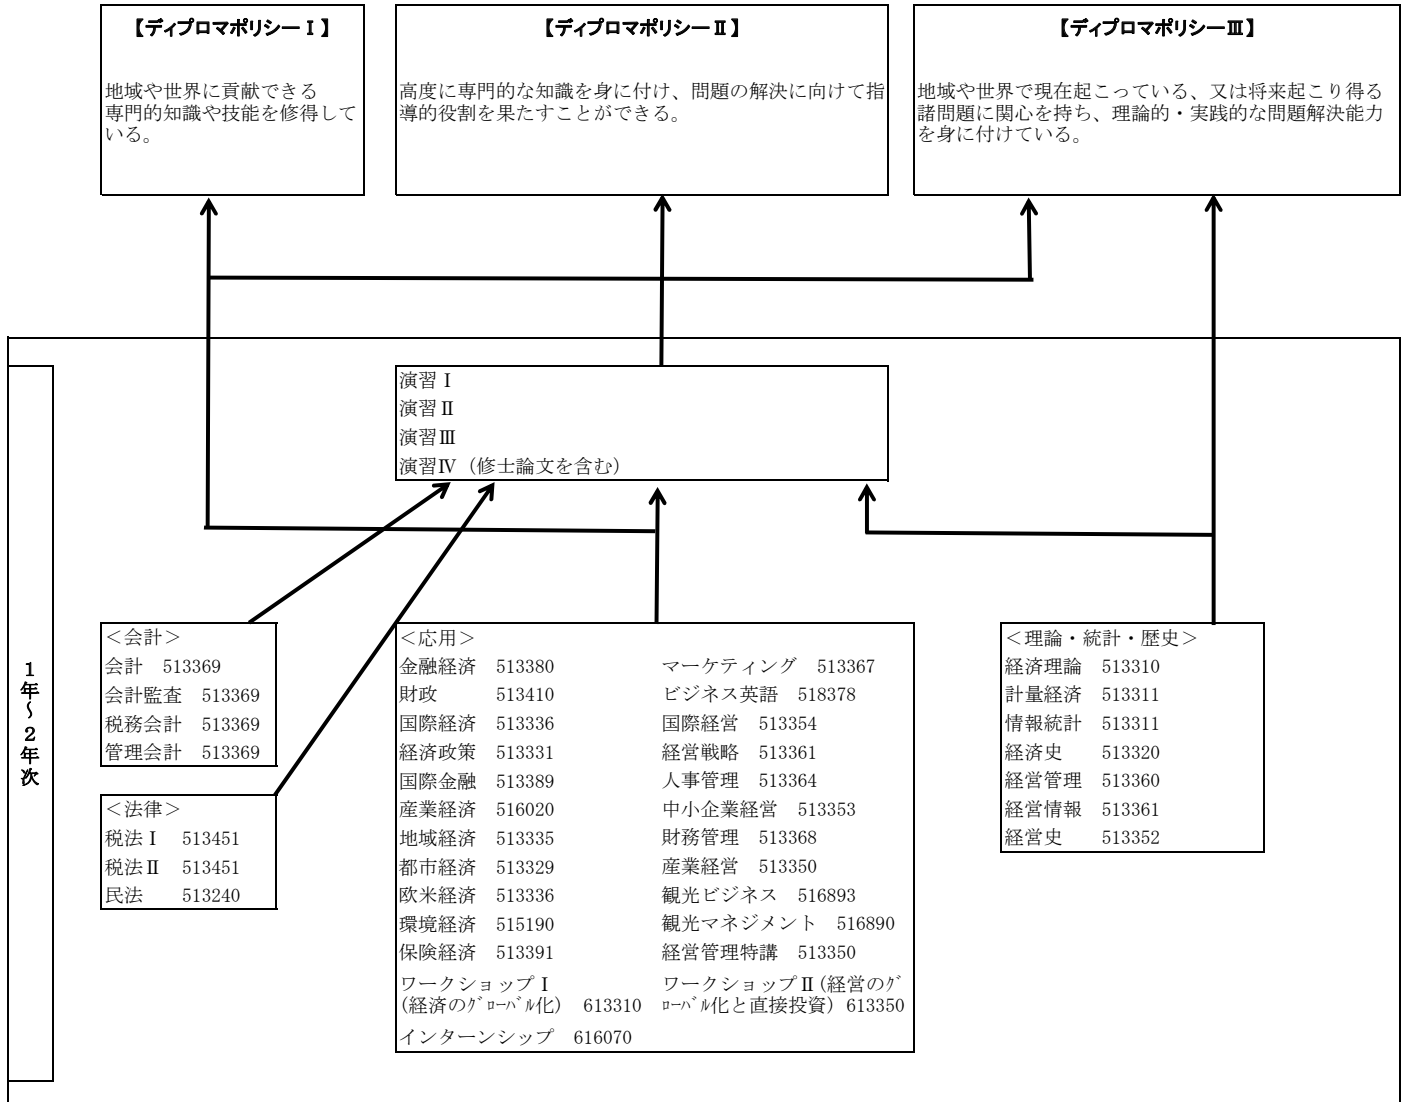 【ディプロマポリシーⅠ】
地域や世界に貢献できる
専門的知識や技能を修得して
いる。
【ディプロマポリシーⅡ】
高度に専門的な知識を身に付け、問題の解決に向けて指
導的役割を果たすことができる。
【ディプロマポリシーⅢ】
地域や世界で現在起こっている、又は将来起こり得る
諸問題に関心を持ち、理論的・実践的な問題解決能力
を身に付けている。
1年～2年次
演習Ⅰ
演習Ⅱ
演習Ⅲ
演習Ⅳ（修士論文を含む）
＜会計＞
会計　513369
会計監査　513369
税務会計　513369
管理会計　513369
＜法律＞
税法Ⅰ　513451
税法Ⅱ　513451
民法　　513240
＜応用＞
金融経済　513380
財政　　　513410
国際経済　513336
経済政策　513331
国際金融　513389
産業経済　516020
地域経済　513335
都市経済　513329
欧米経済　513336
環境経済　515190
保険経済　513391
ワークショップⅠ
(経済のｸﾞﾛｰﾊﾞﾙ化)　613310
インターンシップ　616070
マーケティング　513367
ビジネス英語　518378
国際経営　513354
経営戦略　513361
人事管理　513364
中小企業経営　513353
財務管理　513368
産業経営　513350
観光ビジネス　516893
観光マネジメント　516890
経営管理特講　513350
ワークショップⅡ(経営のｸﾞ
ﾛｰﾊﾞﾙ化と直接投資) 613350
＜理論・統計・歴史＞
経済理論　513310
計量経済　513311
情報統計　513311
経済史　　513320
経営管理　513360
経営情報　513361
経営史　　513352